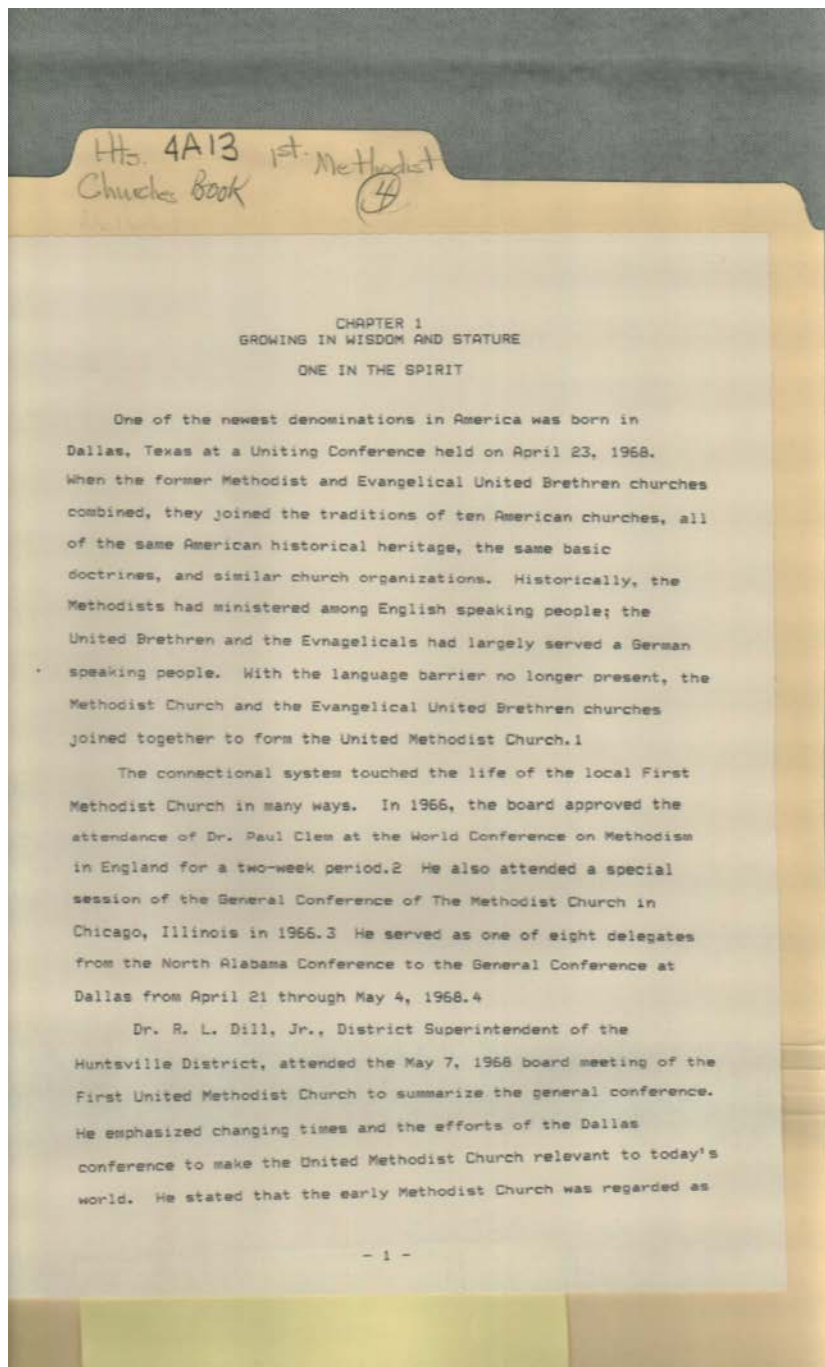 Hts. 4A13 1st. Methodist
Churches Book 4
CHAPTER 1
GROWING IN WISDOM AND STATURE
ONE IN THE SPIRIT
One of the newest denominations in America was born in
Dallas, Texas at a Uniting Conference held on April 23, 1968.
When the former Methodist and Evangelical United Brethren churches
combined, they joined the traditions of ten American churches, all
of the same American historical heritage, the same basic
doctrines, and similar church organizations.  Historically, the
Methodists had ministered among English speaking people; the
United Brethren and the Evnagelicals had largely served a German
speaking people.  With the language barrier no longer present, the
Methodist Church and the Evangelical United Brethren churches
joined together to form the United Methodist Church.1
The connectional system touched the life of the local First
Methodist Church in many ways.  In 1966, the board approved the
attendance of Dr. Paul Clem at the World Conference on Methodism
in England for a two-week period.2  He also attended a special
session of the General Conference of The Methodist Church in
Chicago, Illinois in 1966.3  He served as one of eight delegates
from the North Alabama Conference to the General Conference at
Dallas from April 21 through May 4, 1968.4
Dr. R. L. Dill, Jr., District Superintendent of the
Huntsville District, attended the May 7, 1968 board meeting of the
First United Methodist Church to summarize the general conference.
He emphasized changing times and the efforts of the Dallas
conference to make the United Methodist Church relevant to today's
world.  He stated that the early Methodist Church was regarded as
- 1 -